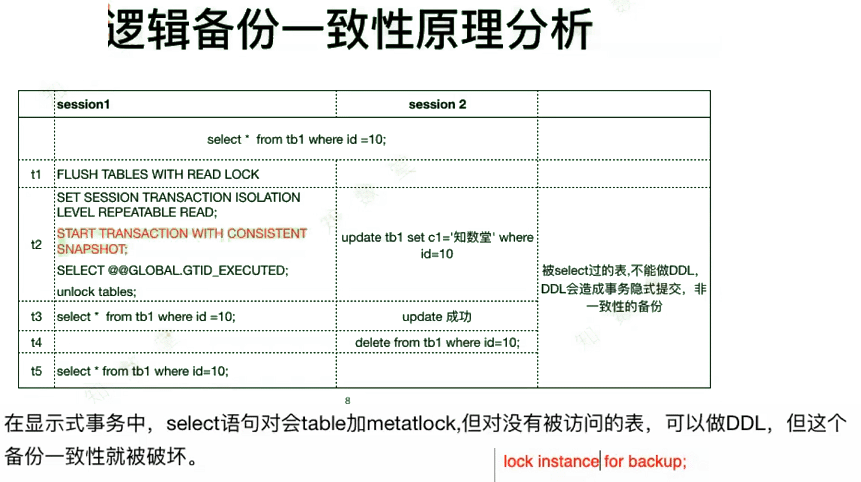 逻辑备份一致性原理分析
session1 session 2
select * from tb1 where id =10;
t1 FLUSH TABLES WITH READ LOCK
SET SESSION TRANSACTION ISOLATION
LEVEL REPEATABLE READ;
START TRANSACTION WITH CONSISTENT
SNAPSHOT;
t2
SELECT @@GLOBAL.GTID_EXECUTED;
unlock tables;
update tb1 set c1='知数堂' where
id=10
被select过的表,不能做DDL,
DDL会造成事务隐式提交，非
一致性的备份
t3 select * from tb1 where id =10; update 成功
t4 delete from tb1 where id=10;
t5 select * from tb1 where id=10;
8
在显示式事务中，select语句对会table加metatlock,但对没有被访问的表，可以做DDL，但这个
备份一致性就被破坏。
lock instance for backup;